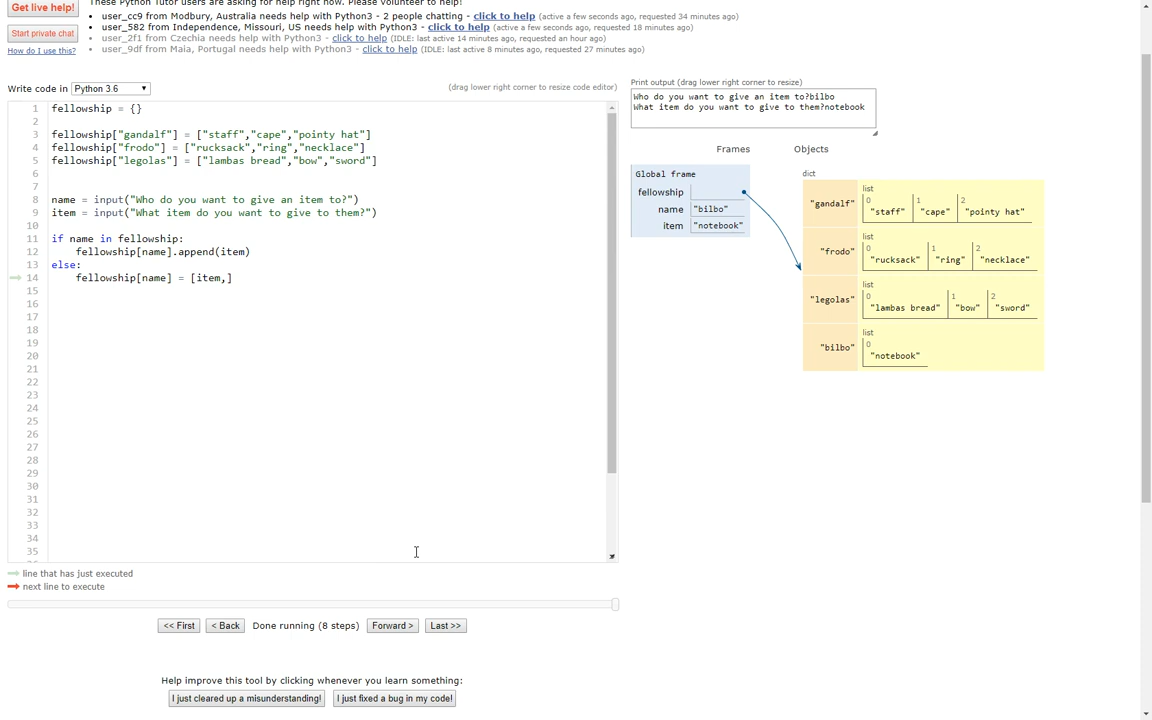 These Python Tutor users are asking for help right now. Please volunteer to help!
Get live help!
• user_cc9 from Modbury, Australia needs help with Python3 - 2 people chatting - click to help (active a few seconds ago, requested 34 minutes ago)
• user_582 from Independence, Missouri, US needs help with Python3 - click to help (active a few seconds ago, requested 18 minutes ago)
Start private chat
• user_2f1 from Czechia needs help with Python3 - click to help (IDLE: last active 14 minutes ago, requested an hour ago)
• user_9df from Maia, Portugal needs help with Python3 - click to help (IDLE: last active 8 minutes ago, requested 27 minutes ago)
How do I use this?
Write code in Python 3.6
(drag lower right corner to resize code editor)
1 fellowship = {}
2
3 fellowship["gandalf"] = ["staff","cape","pointy hat"]
4 fellowship["frodo"] = ["rucksack","ring","necklace"]
5 fellowship["legolas"] = ["lambas bread","bow","sword"]
6
7
8 name = input("Who do you want to give an item to?")
9 item = input("What item do you want to give to them?")
10
11 if name in fellowship:
12 fellowship[name].append(item)
13 else:
14 fellowship[name] = [item,]
15
16
17
18
19
20
21
22
23
24
25
26
27
28
29
30
31
32
33
34
35
line that has just executed
next line to execute
<< First < Back Done running (8 steps) Forward > Last >>
Help improve this tool by clicking whenever you learn something:
I just cleared up a misunderstanding! I just fixed a bug in my code!
Print output (drag lower right corner to resize)
Who do you want to give an item to?bilbo
What item do you want to give to them?notebook
Frames Objects
Global frame
fellowship
name "bilbo"
item "notebook"
dict
list
0 1 2
"gandalf" "staff" "cape" "pointy hat"
list
0 1 2
"frodo" "rucksack" "ring" "necklace"
list
0 1 2
"legolas" "lambas bread" "bow" "sword"
list
0
"bilbo" "notebook"